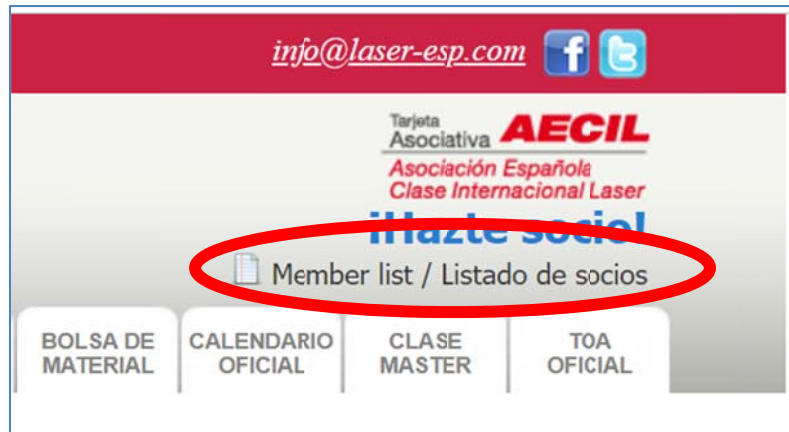 info@laser-esp.com
Tarjeta
Asociativa AECIL
Asociación Española
Clase Internacional Laser
¡Hazte socio!
Member list / Listado de socios
BOLSA DE
MATERIAL
CALENDARIO
OFICIAL
CLASE
MASTER
TOA
OFICIAL